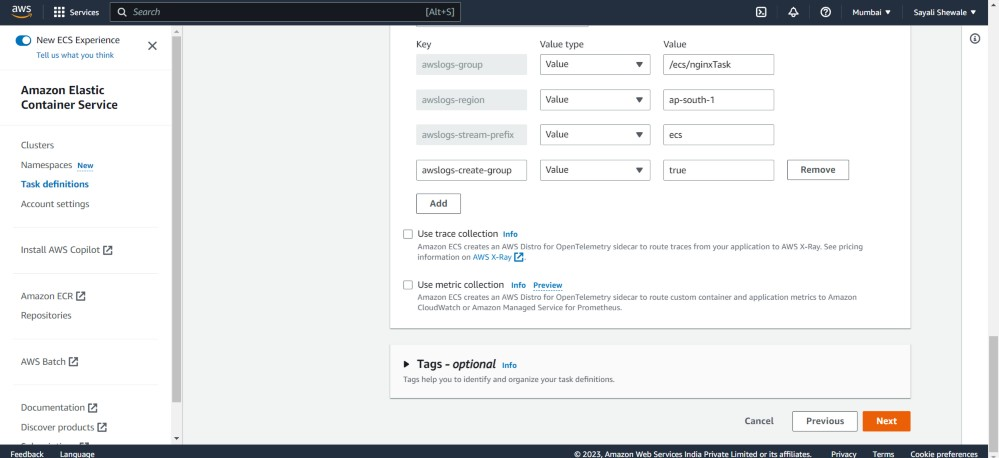 aws
Services
Search
[Alt+S]
Mumbai
Sayali Shewale
New ECS Experience
Tell us what you think
Amazon Elastic
Container Service
Clusters
Namespaces New
Task definitions
Account settings
Install AWS Copilot
Amazon ECR
Repositories
AWS Batch
Documentation
Discover products
Key Value type Value
awslogs-group Value /ecs/nginxTask
awslogs-region Value ap-south-1
awslogs-stream-prefix Value ecs
awslogs-create-group Value true Remove
Add
Use trace collection Info
Amazon ECS creates an AWS Distro for OpenTelemetry sidecar to route traces from your application to AWS X-Ray. See pricing
information on AWS X-Ray.
Use metric collection Info Preview
Amazon ECS creates an AWS Distro for OpenTelemetry sidecar to route custom container and application metrics to Amazon
CloudWatch or Amazon Managed Service for Prometheus.
Tags - optional Info
Tags help you to identify and organize your task definitions.
Cancel Previous Next
Feedback Language © 2023, Amazon Web Services India Private Limited or its affiliates. Privacy Terms Cookie preferences